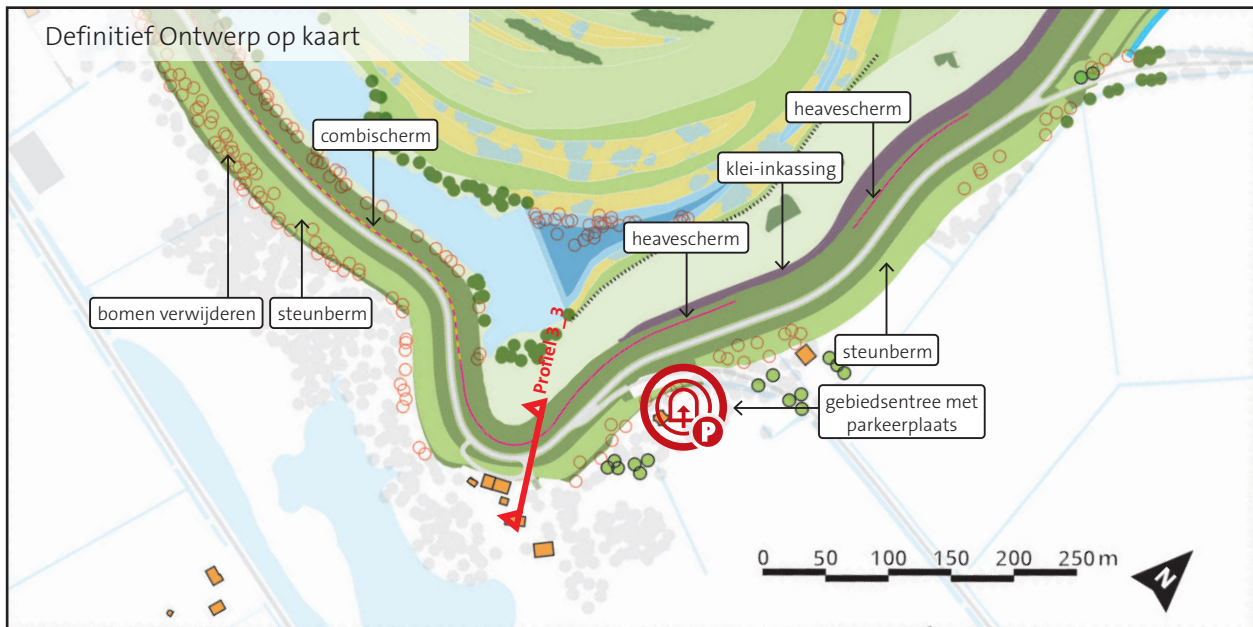 Definitief Ontwerp op kaart
heavescherm
combischerm
klei-inkassing
heavescherm
bomen verwijderen
steunberm
Profiel 3_3
steunberm
gebiedsentree met
parkeerplaats
P
0 50 100 150 200 250 m
N